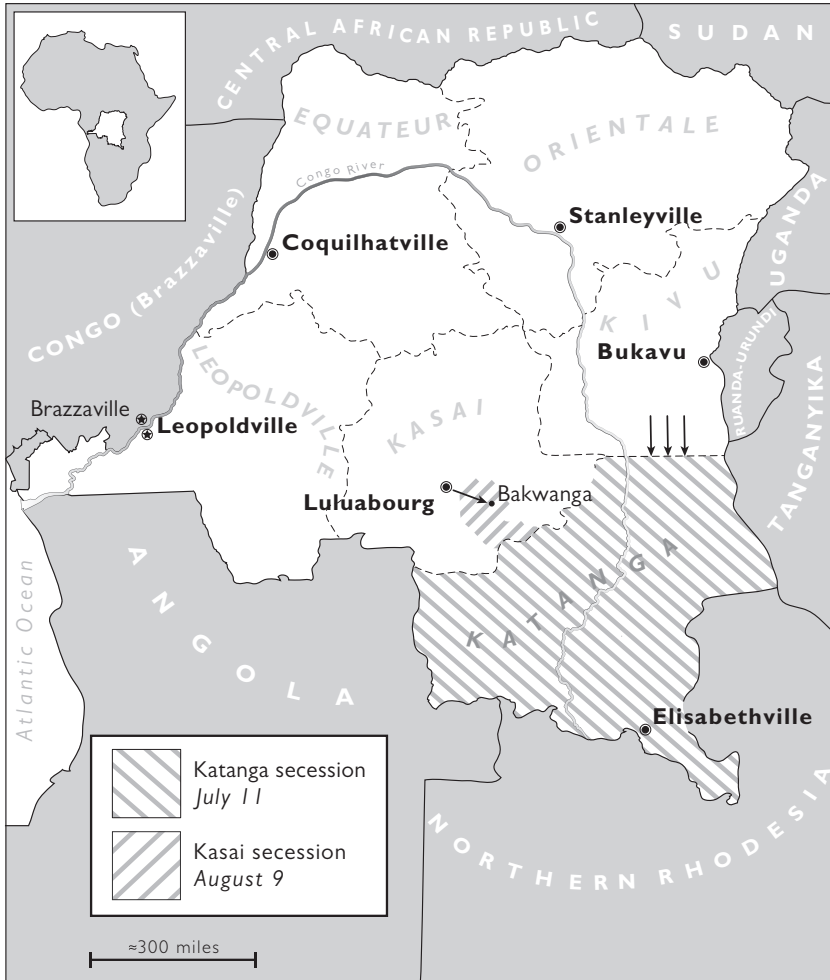 CENTRAL AFRICAN REPUBLIC
SUDAN
EQUATEUR
ORIENTALE
Congo River
Stanleyville
Coquilhatville
UGANDA
CONGO (Brazzaville)
KIVU
Bukavu
RUANDA-URUNDI
LEOPOLDVILLE
KASAI
TANGANYIKA
Brazzaville
Leopoldville
Luluabourg
Bakwanga
KATANGA
ANGOLA
Atlantic Ocean
Elisabethville
NORTHERN RHODESIA
Katanga secession
July 11
Kasai secession
August 9
≈300 miles